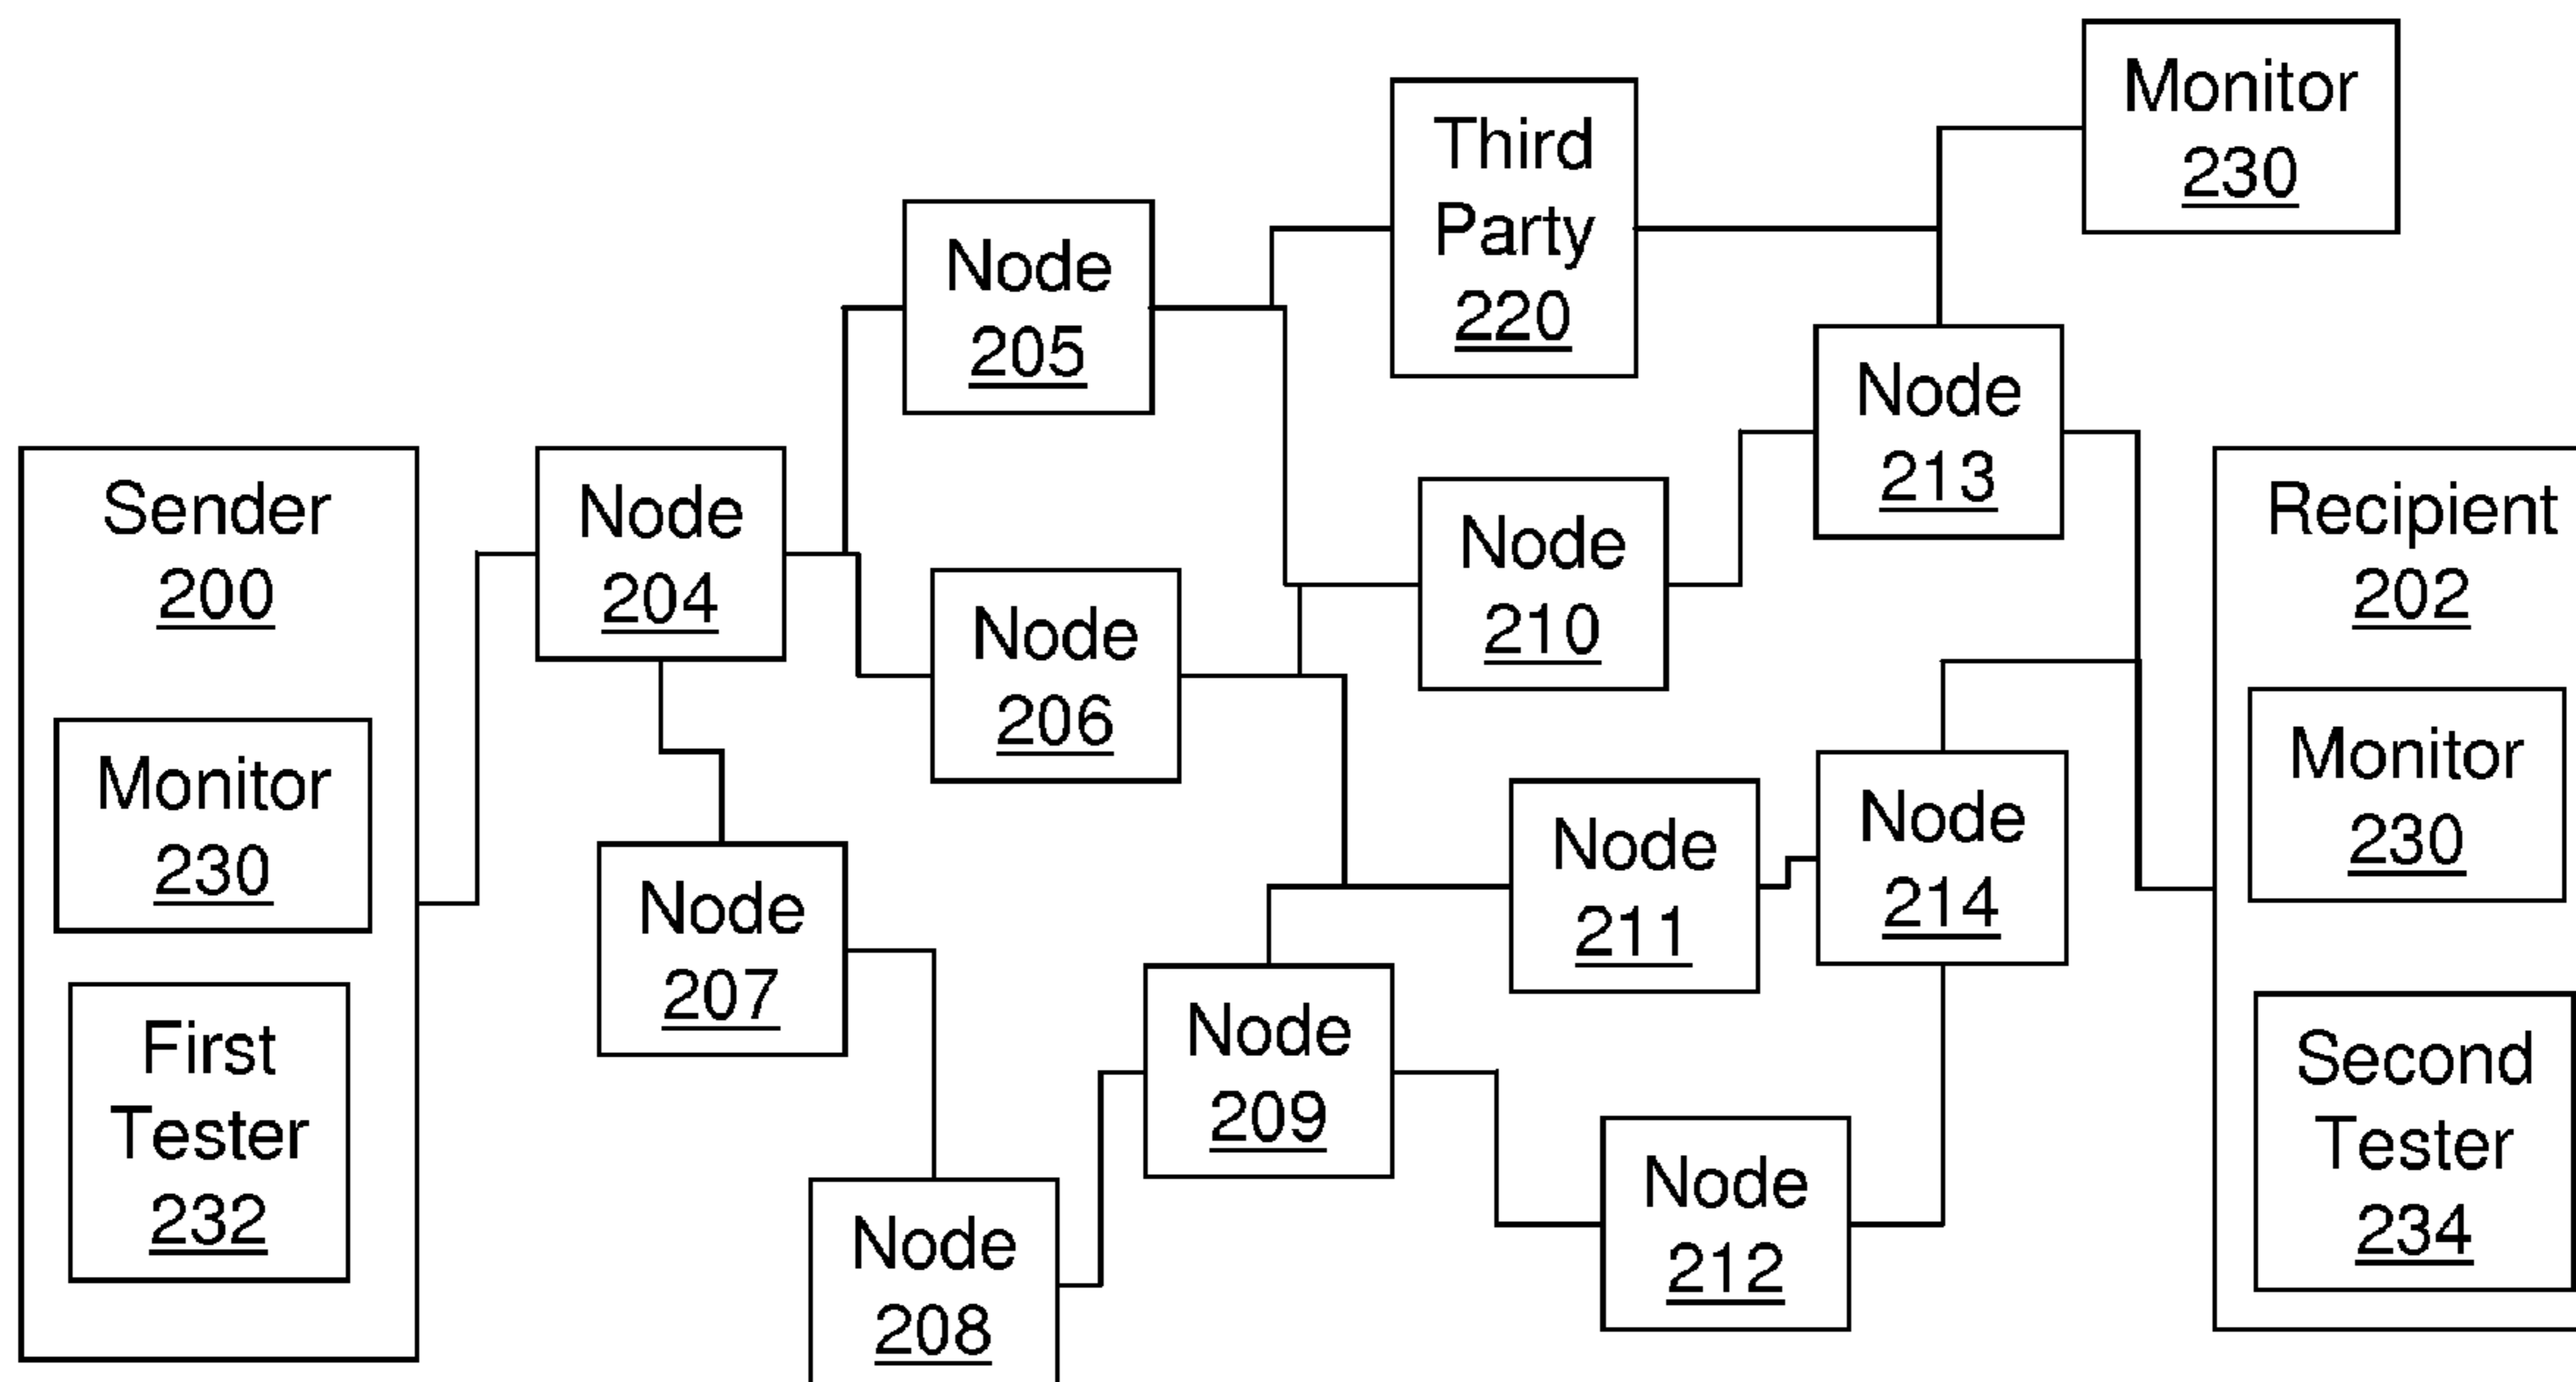 Monitor
230
Third
Party
220
Node
205
Node
213
Sender
200
Node
204
Recipient
202
Node
210
Node
206
Monitor
230
Monitor
230
Node
211
Node
214
Node
207
First
Tester
232
Node
209
Second
Tester
234
Node
212
Node
208